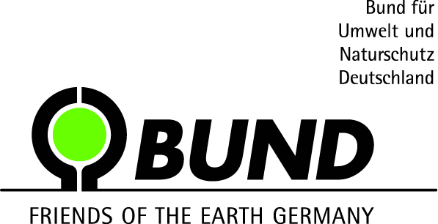 Bund für
Umwelt und
Naturschutz
Deutschland
BUND
FRIENDS OF THE EARTH GERMANY